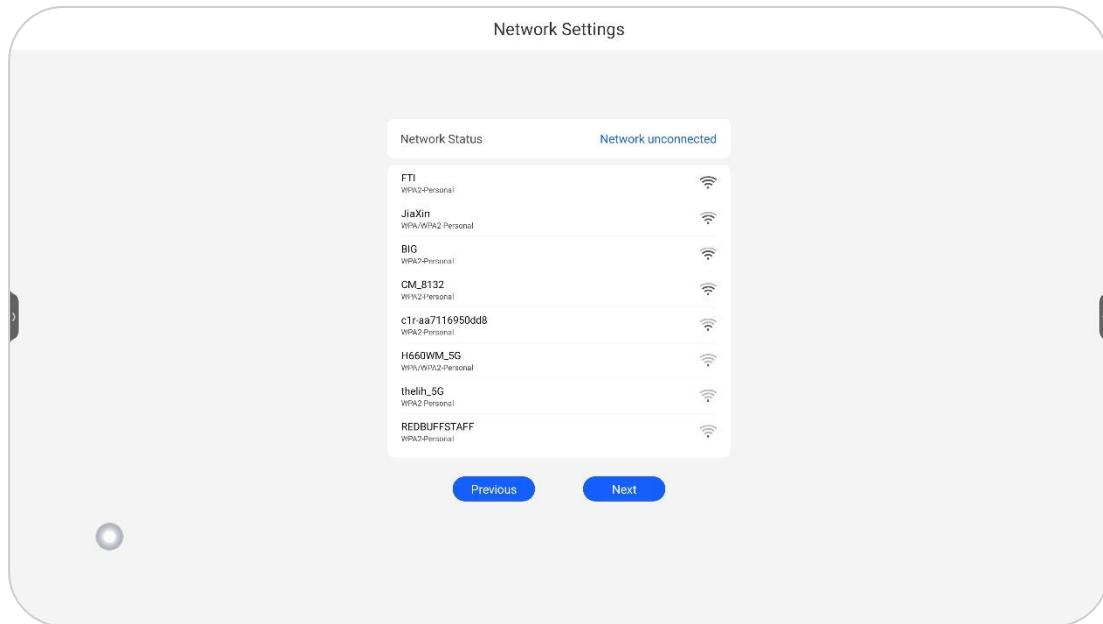 Network Settings
Network Status Network unconnected
FTI
WPA2-Personal
JiaXin
WPA/WPA2 Personal
BIG
WPA2-Personal
CM_8132
WPA2-Personal
c1r-aa7116950dd8
WPA2-Personal
H660WM_5G
WPA/WPA2-Personal
thelih_5G
WPA2 Personal
REDBUFFSTAFF
WPA2-Personal
Previous Next